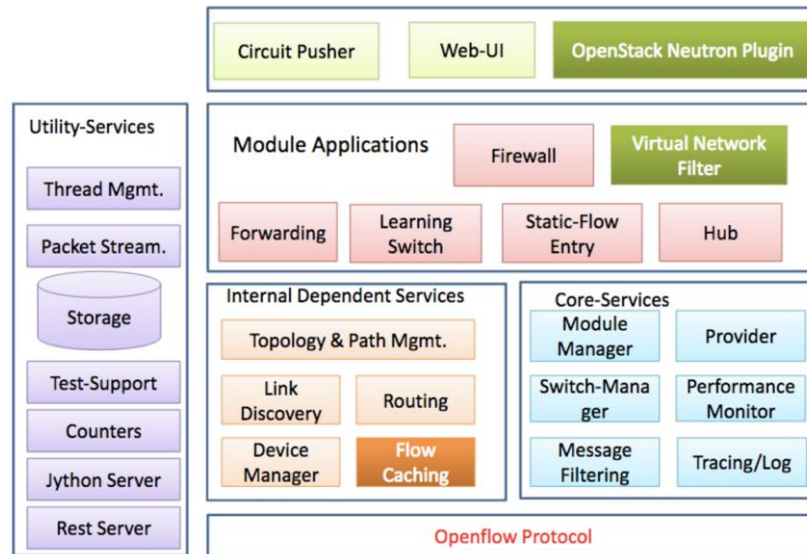 Circuit Pusher
Web-UI
OpenStack Neutron Plugin
Utility-Services
Thread Mgmt.
Packet Stream.
Storage
Test-Support
Counters
Jython Server
Rest Server
Module Applications
Firewall
Virtual Network
Filter
Forwarding
Learning
Switch
Static-Flow
Entry
Hub
Internal Dependent Services
Topology & Path Mgmt.
Link
Discovery
Routing
Device
Manager
Flow
Caching
Core-Services
Module
Manager
Provider
Switch-Mana
ger
Performance
Monitor
Message
Filtering
Tracing/Log
Openflow Protocol